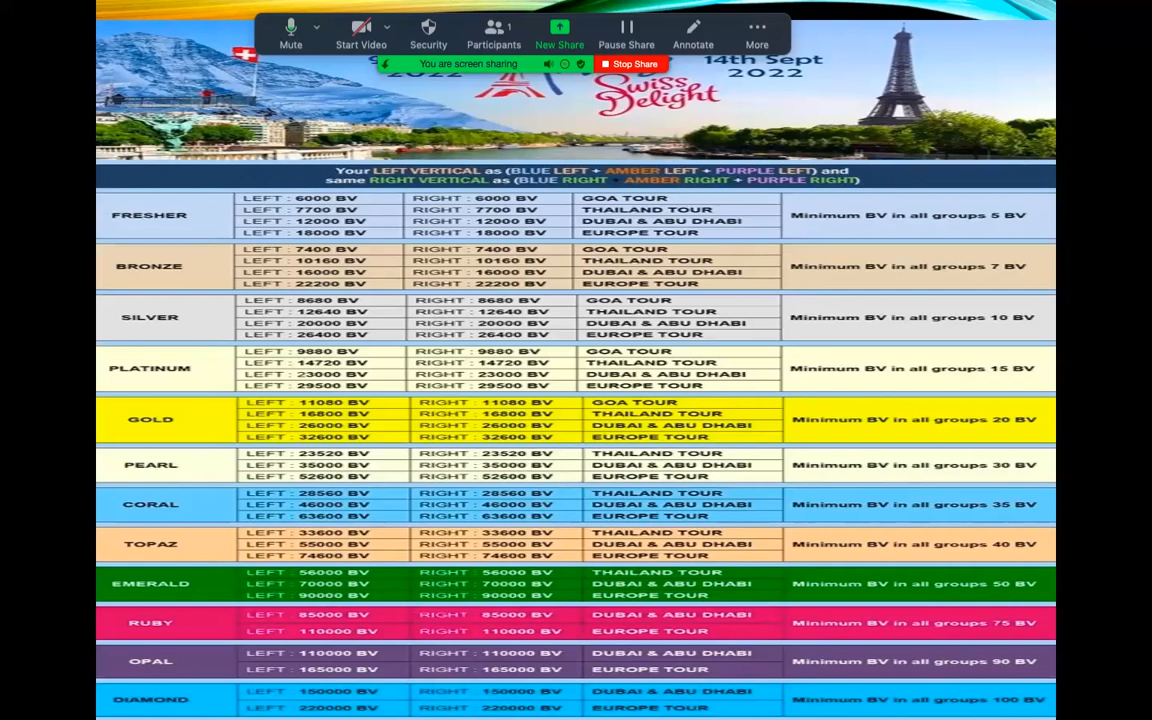 Mute Start Video Security Participants 1 New Share Pause Share Annotate More
You are screen sharing Stop Share
2022 14th Sept
2022
Swiss
Delight
Your LEFT VERTICAL as (BLUE LEFT + AMBER LEFT + PURPLE LEFT) and
same RIGHT VERTICAL as (BLUE RIGHT + AMBER RIGHT + PURPLE RIGHT)
FRESHER
LEFT : 6000 BV RIGHT : 6000 BV GOA TOUR
LEFT : 7700 BV RIGHT : 7700 BV THAILAND TOUR
LEFT : 12000 BV RIGHT : 12000 BV DUBAI & ABU DHABI
LEFT : 18000 BV RIGHT : 18000 BV EUROPE TOUR
Minimum BV in all groups 5 BV
BRONZE
LEFT : 7400 BV RIGHT : 7400 BV GOA TOUR
LEFT : 10160 BV RIGHT : 10160 BV THAILAND TOUR
LEFT : 16000 BV RIGHT : 16000 BV DUBAI & ABU DHABI
LEFT : 22200 BV RIGHT : 22200 BV EUROPE TOUR
Minimum BV in all groups 7 BV
SILVER
LEFT : 8680 BV RIGHT : 8680 BV GOA TOUR
LEFT : 12640 BV RIGHT : 12640 BV THAILAND TOUR
LEFT : 20000 BV RIGHT : 20000 BV DUBAI & ABU DHABI
LEFT : 26400 BV RIGHT : 26400 BV EUROPE TOUR
Minimum BV in all groups 10 BV
PLATINUM
LEFT : 9880 BV RIGHT : 9880 BV GOA TOUR
LEFT : 14720 BV RIGHT : 14720 BV THAILAND TOUR
LEFT : 23000 BV RIGHT : 23000 BV DUBAI & ABU DHABI
LEFT : 29500 BV RIGHT : 29500 BV EUROPE TOUR
Minimum BV in all groups 15 BV
GOLD
LEFT : 11080 BV RIGHT : 11080 BV GOA TOUR
LEFT : 16800 BV RIGHT : 16800 BV THAILAND TOUR
LEFT : 26000 BV RIGHT : 26000 BV DUBAI & ABU DHABI
LEFT : 32600 BV RIGHT : 32600 BV EUROPE TOUR
Minimum BV in all groups 20 BV
PEARL
LEFT : 23520 BV RIGHT : 23520 BV THAILAND TOUR
LEFT : 35000 BV RIGHT : 35000 BV DUBAI & ABU DHABI
LEFT : 52600 BV RIGHT : 52600 BV EUROPE TOUR
Minimum BV in all groups 30 BV
CORAL
LEFT : 28560 BV RIGHT : 28560 BV THAILAND TOUR
LEFT : 46000 BV RIGHT : 46000 BV DUBAI & ABU DHABI
LEFT : 63600 BV RIGHT : 63600 BV EUROPE TOUR
Minimum BV in all groups 35 BV
TOPAZ
LEFT : 33600 BV RIGHT : 33600 BV THAILAND TOUR
LEFT : 55000 BV RIGHT : 55000 BV DUBAI & ABU DHABI
LEFT : 74600 BV RIGHT : 74600 BV EUROPE TOUR
Minimum BV in all groups 40 BV
EMERALD
LEFT : 56000 BV RIGHT : 56000 BV THAILAND TOUR
LEFT : 70000 BV RIGHT : 70000 BV DUBAI & ABU DHABI
LEFT : 90000 BV RIGHT : 90000 BV EUROPE TOUR
Minimum BV in all groups 50 BV
RUBY
LEFT : 85000 BV RIGHT : 85000 BV DUBAI & ABU DHABI
LEFT : 110000 BV RIGHT : 110000 BV EUROPE TOUR
Minimum BV in all groups 75 BV
OPAL
LEFT : 110000 BV RIGHT : 110000 BV DUBAI & ABU DHABI
LEFT : 165000 BV RIGHT : 165000 BV EUROPE TOUR
Minimum BV in all groups 90 BV
DIAMOND
LEFT : 150000 BV RIGHT : 150000 BV DUBAI & ABU DHABI
LEFT : 220000 BV RIGHT : 220000 BV EUROPE TOUR
Minimum BV in all groups 100 BV